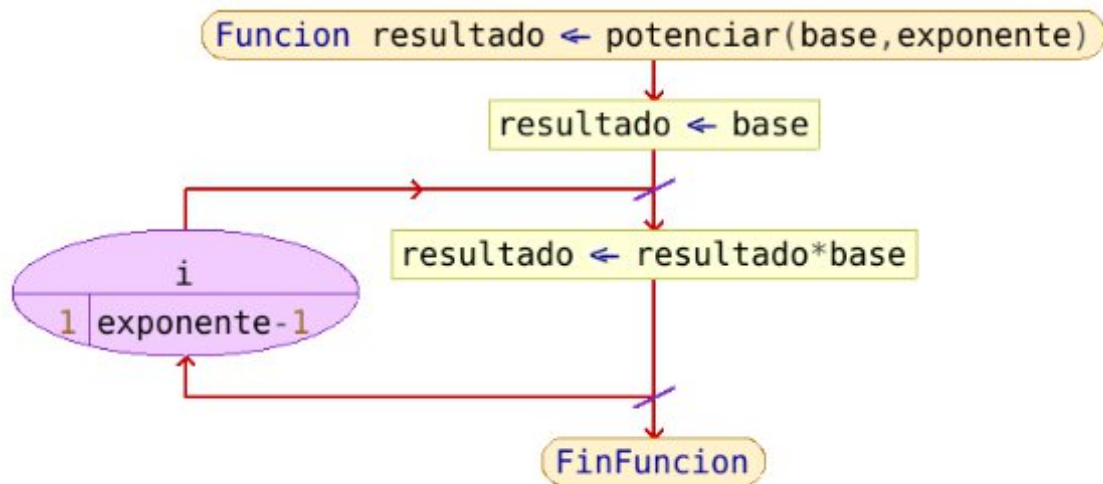 Funcion resultado ← potenciar(base,exponente)
resultado ← base
resultado ← resultado*base
i
1 exponente-1
FinFuncion